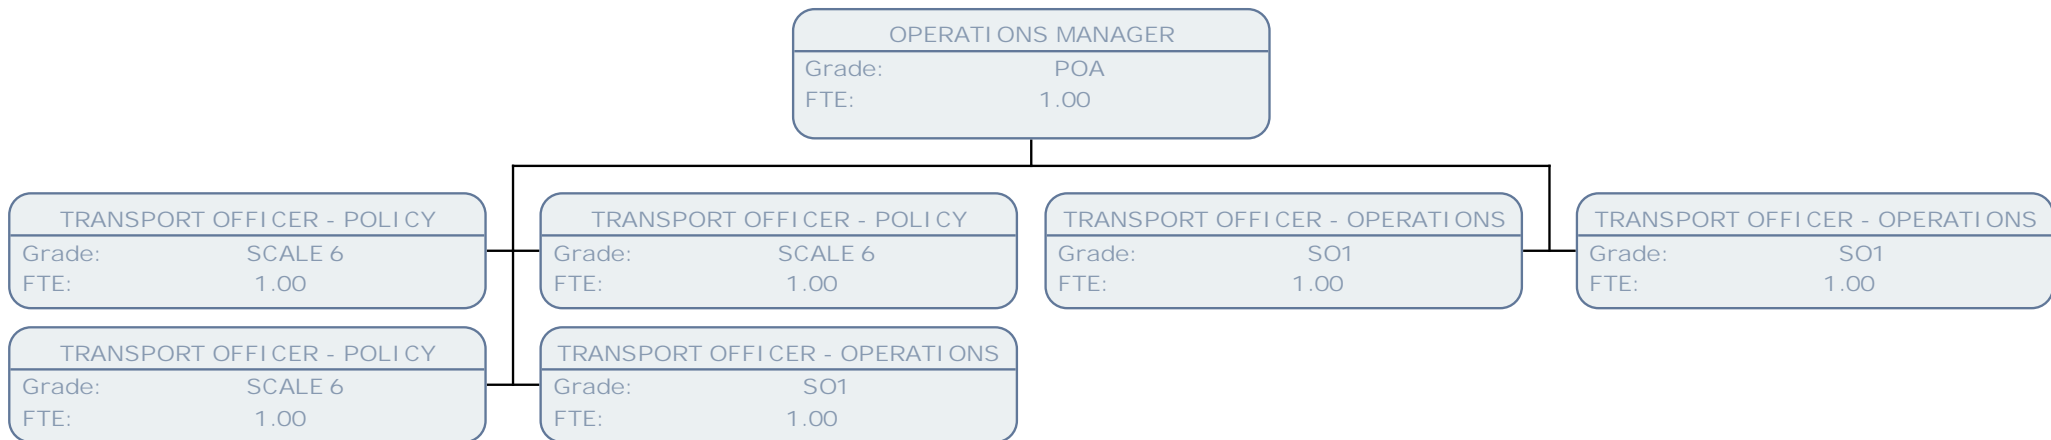 OPERATIONS MANAGER
Grade: POA
FTE: 1.00
TRANSPORT OFFICER - POLICY
Grade: SCALE 6
FTE: 1.00
TRANSPORT OFFICER - POLICY
Grade: SCALE 6
FTE: 1.00
TRANSPORT OFFICER - OPERATIONS
Grade: SO1
FTE: 1.00
TRANSPORT OFFICER - OPERATIONS
Grade: SO1
FTE: 1.00
TRANSPORT OFFICER - POLICY
Grade: SCALE 6
FTE: 1.00
TRANSPORT OFFICER - OPERATIONS
Grade: SO1
FTE: 1.00